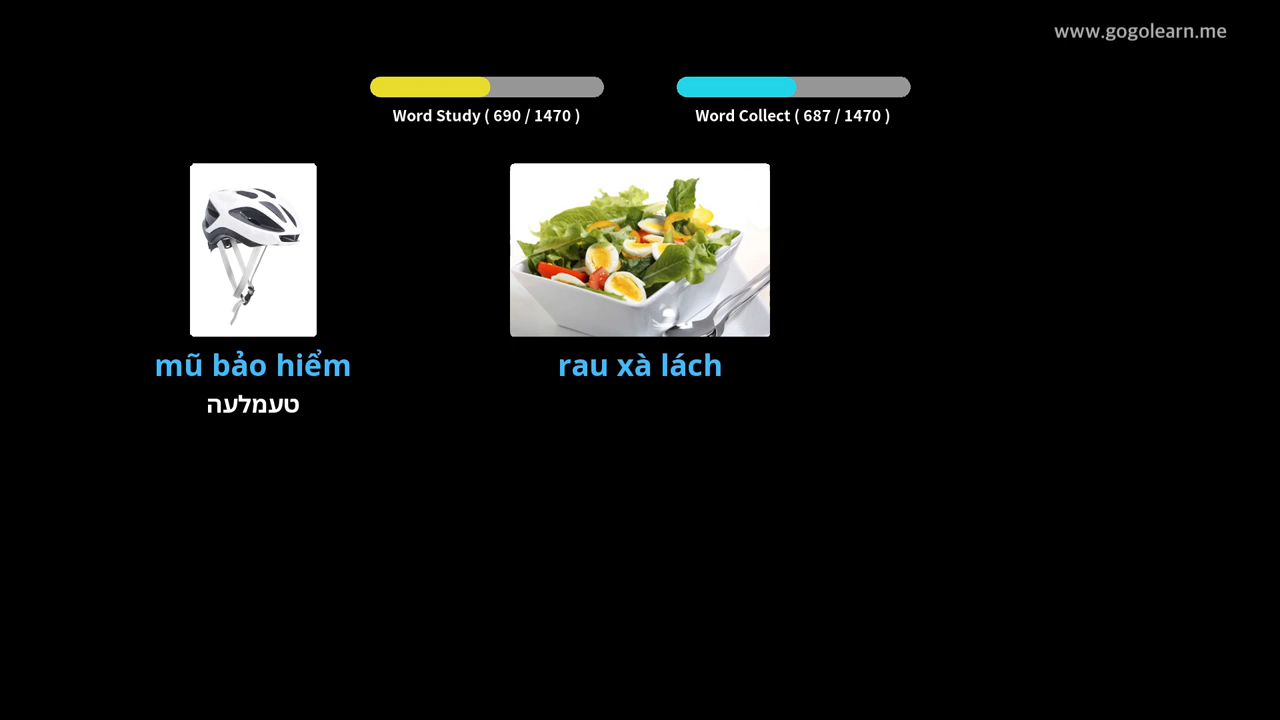 www.gogolearn.me
Word Study ( 690 / 1470 )
Word Collect ( 687 / 1470 )
mũ bảo hiểm
rau xà lách
טעמלעה